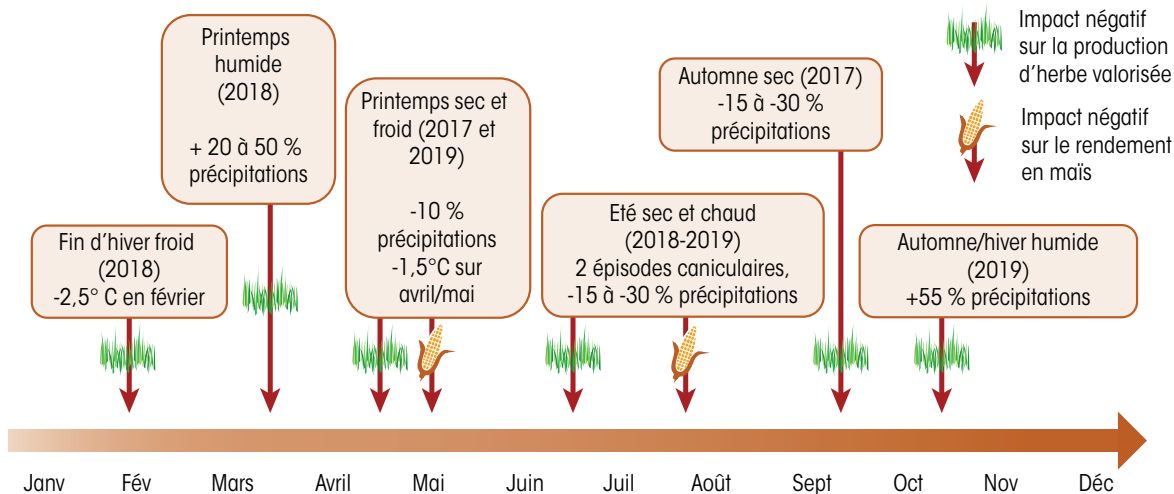 Printemps
humide
(2018)
+ 20 à 50 %
précipitations
Fin d’hiver froid
(2018)
-2,5° C en février
Printemps sec et
froid (2017 et
2019)
-10 %
précipitations
-1,5°C sur
avril/mai
Eté sec et chaud
(2018-2019)
2 épisodes caniculaires,
-15 à -30 % précipitations
Automne sec (2017)
-15 à -30 %
précipitations
Automne/hiver humide
(2019)
+55 % précipitations
Impact négatif
sur la production
d’herbe valorisée
Impact négatif
sur le rendement
en maïs
Janv Fév Mars Avril Mai Juin Juil Août Sept Oct Nov Déc